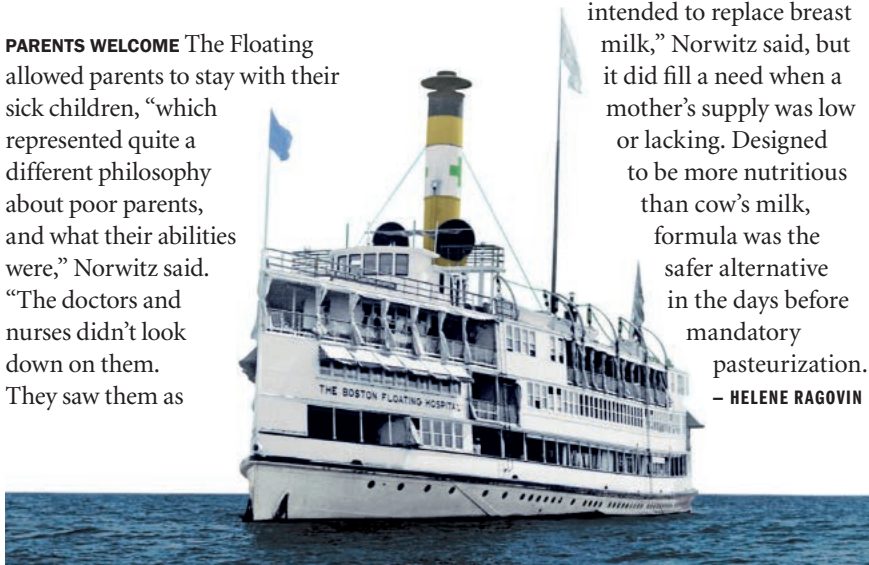 PARENTS WELCOME The Floating
allowed parents to stay with their
sick children, “which
represented quite a
different philosophy
about poor parents,
and what their abilities
were,” Norwitz said.
“The doctors and
nurses didn’t look
down on them.
They saw them as
THE BOSTON FLOATING HOSPITAL
intended to replace breast
milk,” Norwitz said, but
it did fill a need when a
mother’s supply was low
or lacking. Designed
to be more nutritious
than cow’s milk,
formula was the
safer alternative
in the days before
mandatory
pasteurization.
– HELENE RAGOVIN